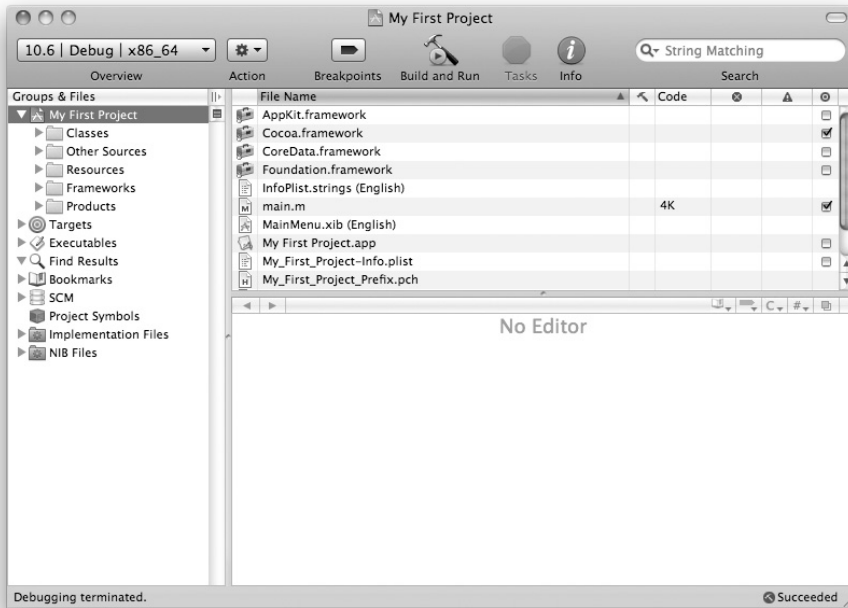 My First Project
10.6 | Debug | x86_64
String Matching
Overview
Action
Breakpoints
Build and Run
Tasks
Info
Search
Groups & Files
File Name
Code
My First Project
Classes
Other Sources
Resources
Frameworks
Products
Targets
Executables
Find Results
Bookmarks
SCM
Project Symbols
Implementation Files
NIB Files
AppKit.framework
Cocoa.framework
CoreData.framework
Foundation.framework
InfoPlist.strings (English)
main.m 4K
MainMenu.xib (English)
My First Project.app
My_First_Project-Info.plist
My_First_Project_Prefix.pch
C #
No Editor
Debugging terminated.
Succeeded